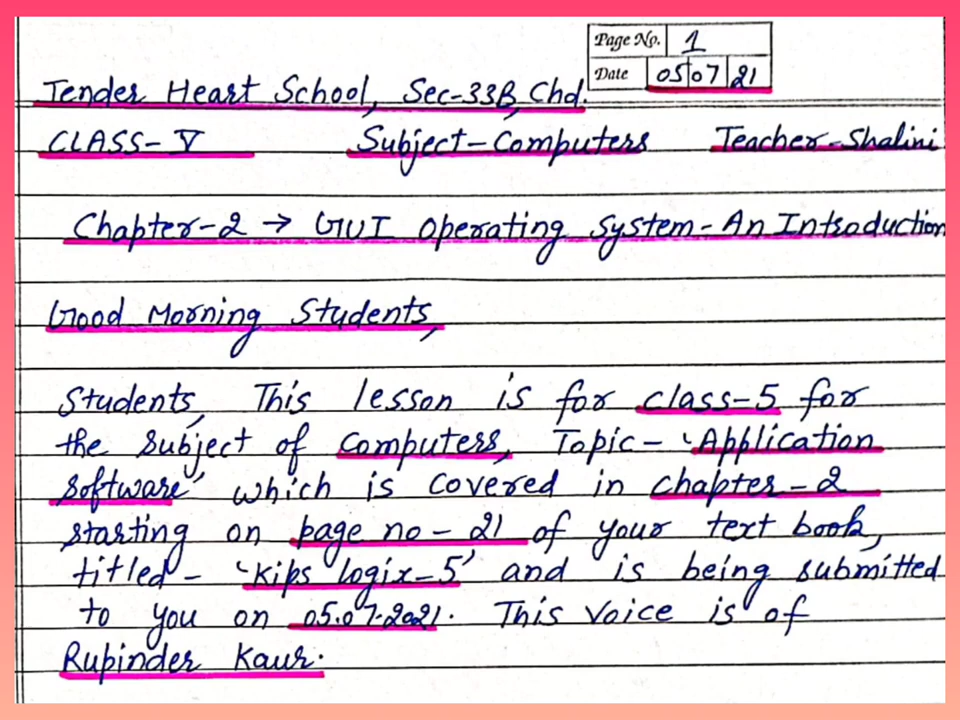 Page No. 1
Date 05 07 21
Tender Heart School, Sec-33B, Chd.
CLASS-V Subject-Computers Teacher-Shalini
Chapter-2 → GUI Operating System-An Introduction
Good Morning Students,
Students, This lesson is for class-5 for
the subject of Computers, Topic- 'Application
Software' which is covered in chapter-2
starting on page no-21 of your text book,
titled- 'Kips logix-5' and is being submitted
to you on 05.07.2021. This Voice is of
Rupinder Kaur.